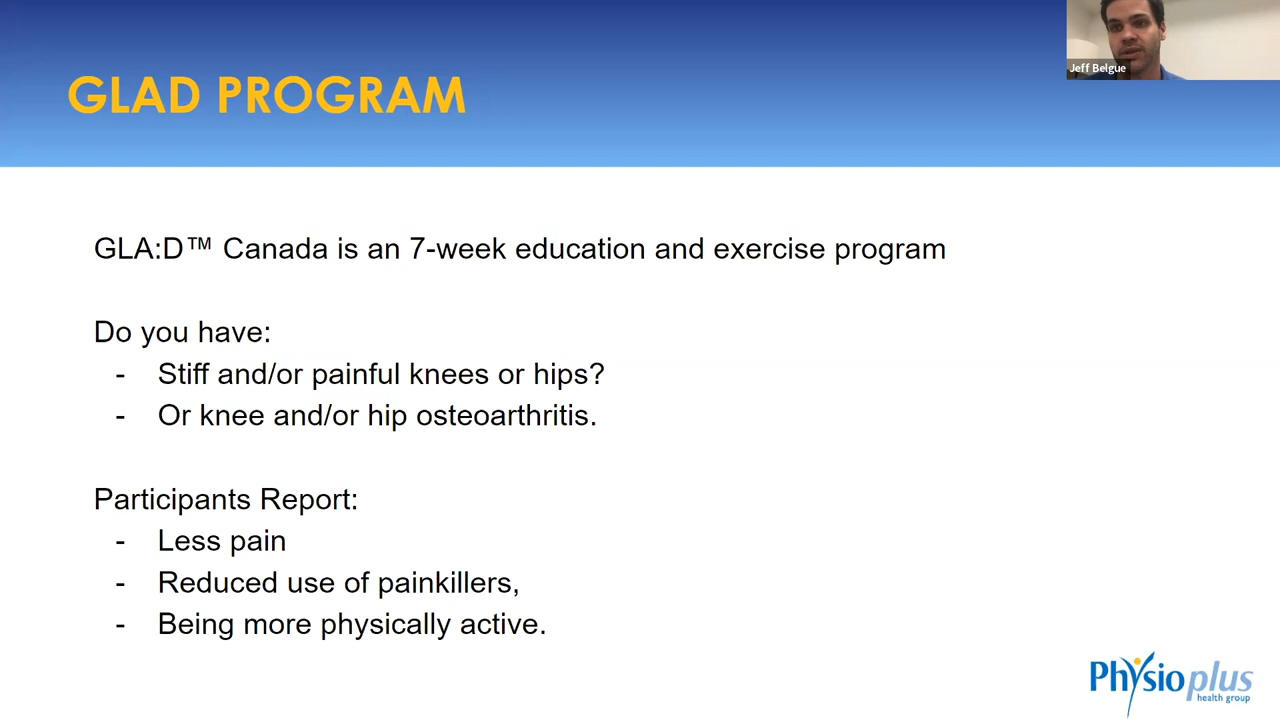 Jeff Belgue
GLAD PROGRAM
GLA:D™ Canada is an 7-week education and exercise program
Do you have:
- Stiff and/or painful knees or hips?
- Or knee and/or hip osteoarthritis.
Participants Report:
- Less pain
- Reduced use of painkillers,
- Being more physically active.
Physioplus
health group